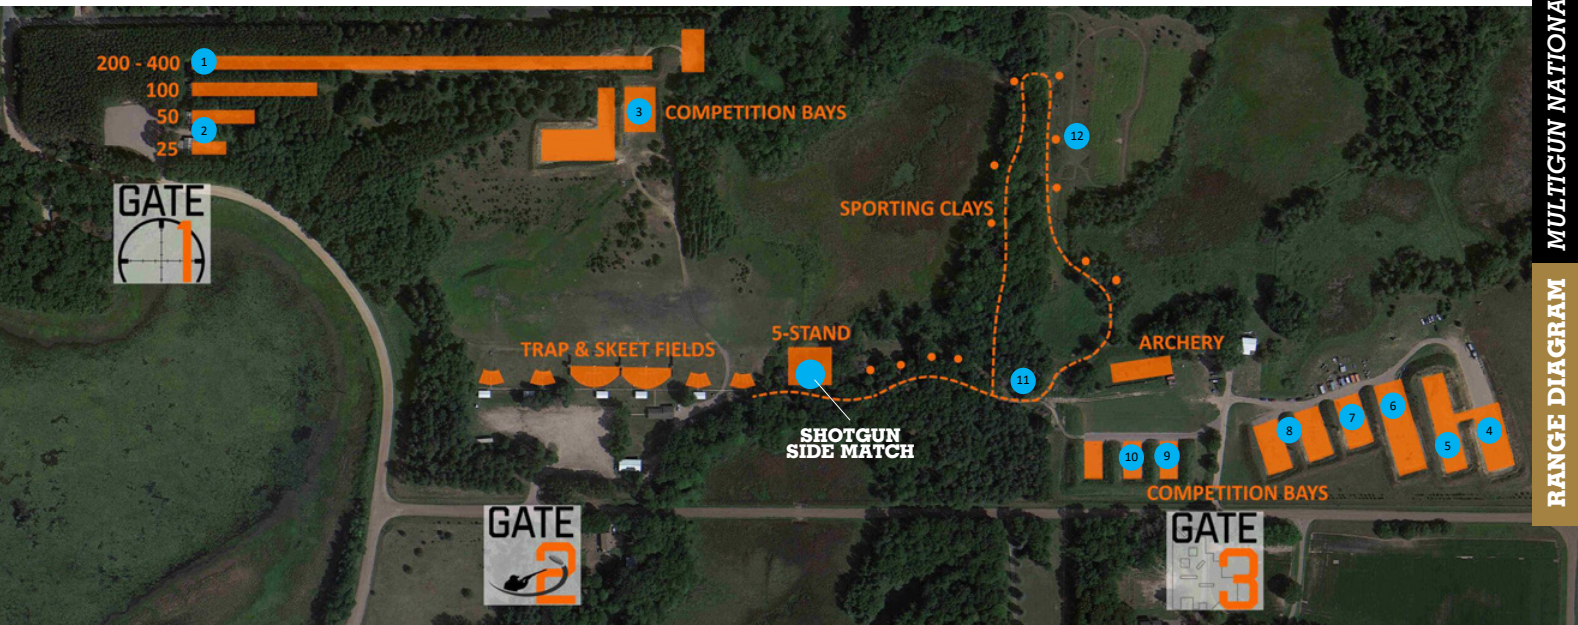 MULTIGUN NATIONA
RANGE DIAGRAM
200 - 400
1
100
50
2
25
3
COMPETITION BAYS
GATE
1
12
SPORTING CLAYS
5-STAND
TRAP & SKEET FIELDS
ARCHERY
11
SHOTGUN
SIDE MATCH
8
7
6
5
4
10
9
COMPETITION BAYS
GATE
2
GATE
3